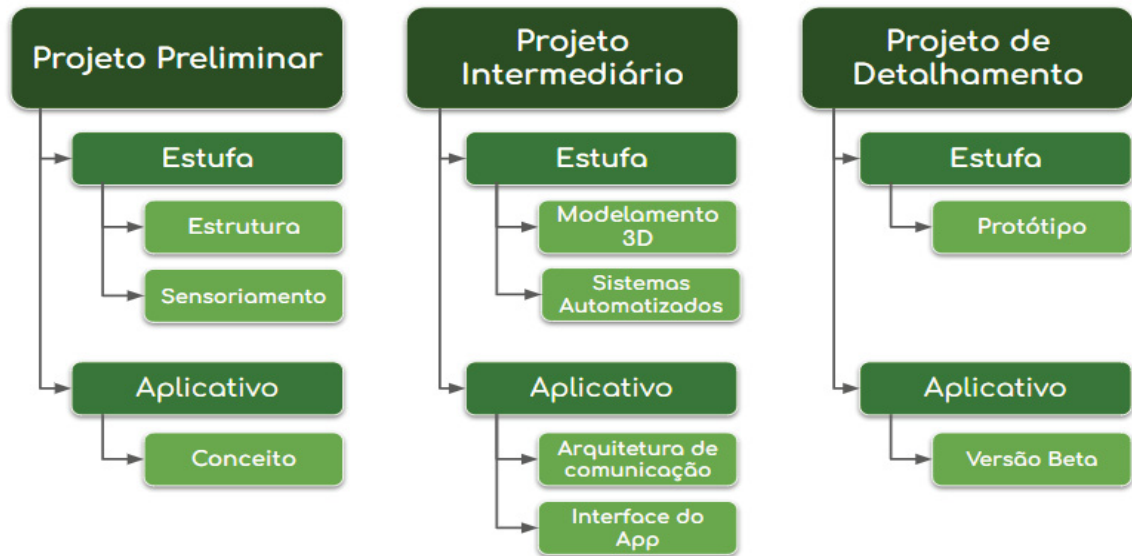 Projeto Preliminar
Estufa
Estrutura
Sensoriamento
Aplicativo
Conceito
Projeto
Intermediário
Estufa
Modelamento
3D
Sistemas
Automatizados
Aplicativo
Arquitetura de
comunicação
Interface do
App
Projeto de
Detalhamento
Estufa
Protótipo
Aplicativo
Versão Beta